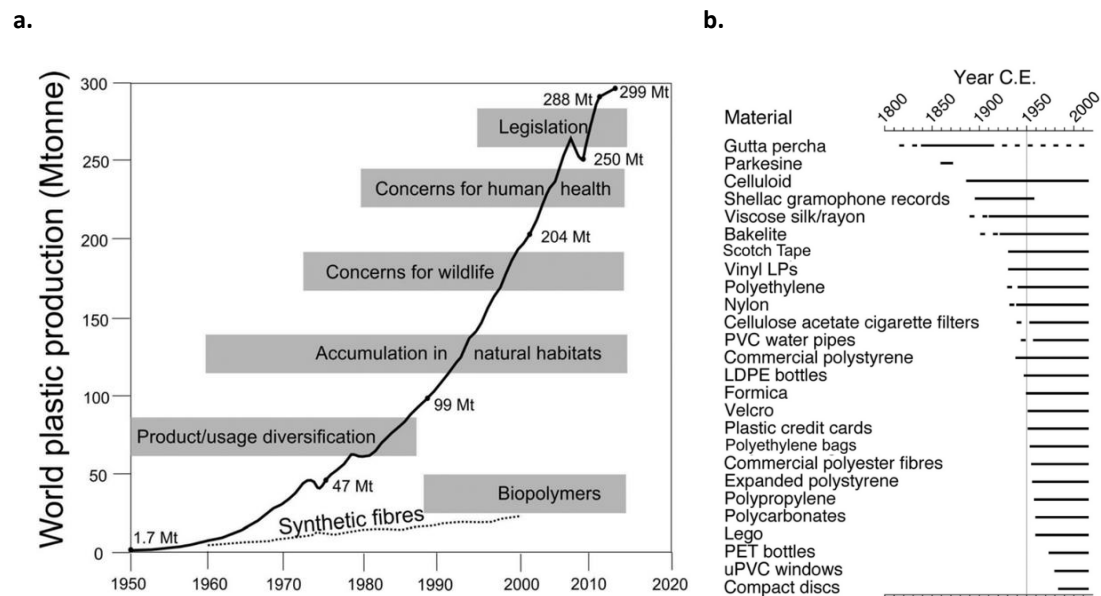 a.
World plastic production (Mtonne)
300
250
200
150
100
50
0
288 Mt
299 Mt
Legislation
250 Mt
Concerns for human health
204 Mt
Concerns for wildlife
Accumulation in natural habitats
99 Mt
Product/usage diversification
47 Mt
Biopolymers
Synthetic fibres
1.7 Mt
1950 1960 1970 1980 1990 2000 2010 2020
b.
Year C.E.
1800 1850 1900 1950 2000
Material
Gutta percha
Parkesine
Celluloid
Shellac gramophone records
Viscose silk/rayon
Bakelite
Scotch Tape
Vinyl LPs
Polyethylene
Nylon
Cellulose acetate cigarette filters
PVC water pipes
Commercial polystyrene
LDPE bottles
Formica
Velcro
Plastic credit cards
Polyethylene bags
Commercial polyester fibres
Expanded polystyrene
Polypropylene
Polycarbonates
Lego
PET bottles
uPVC windows
Compact discs